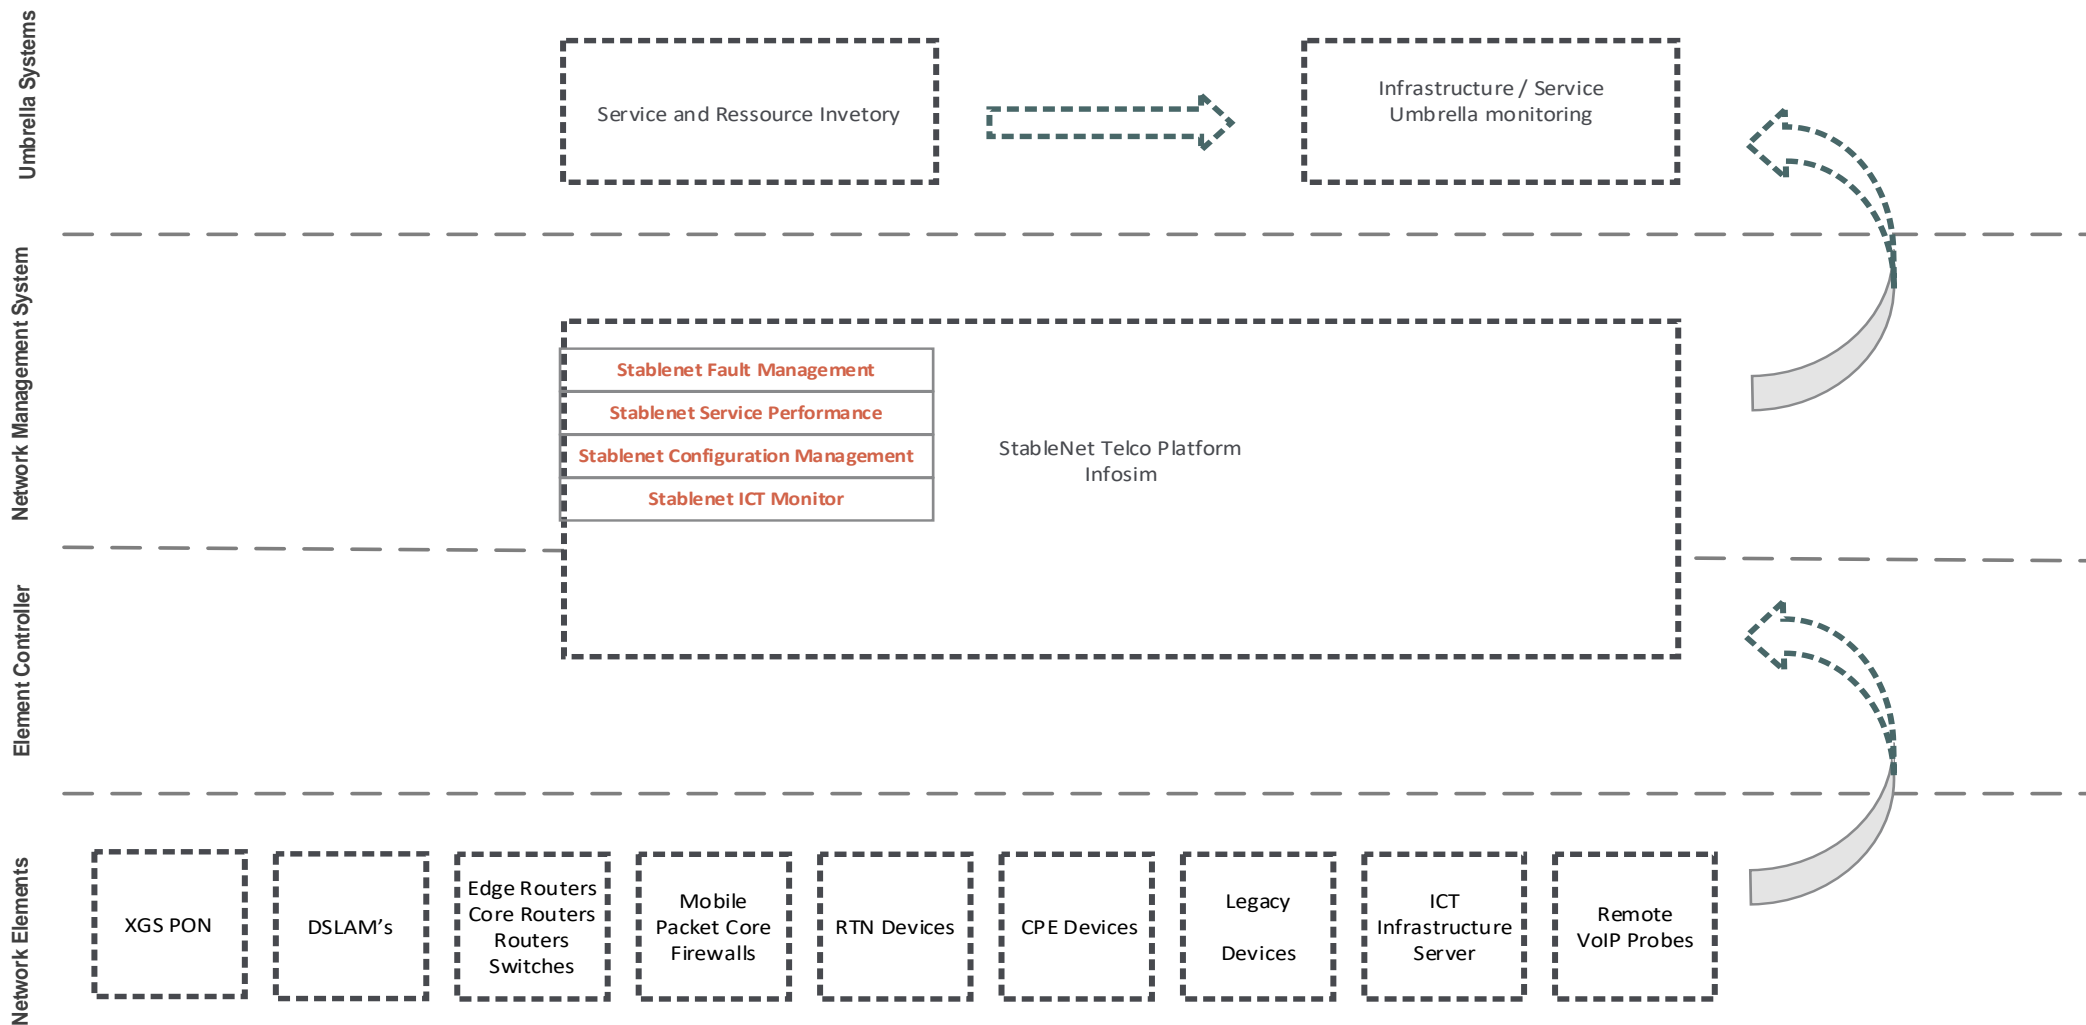 Umbrella Systems
Service and Ressource Invetory
Infrastructure / Service
Umbrella monitoring
Network Management System
Stablenet Fault Management
Stablenet Service Performance
Stablenet Configuration Management
Stablenet ICT Monitor
StableNet Telco Platform
Infosim
Element Controller
Network Elements
XGS PON
DSLAM’s
Edge Routers
Core Routers
Routers
Switches
Mobile
Packet Core
Firewalls
RTN Devices
CPE Devices
Legacy
Devices
ICT
Infrastructure
Server
Remote
VoIP Probes